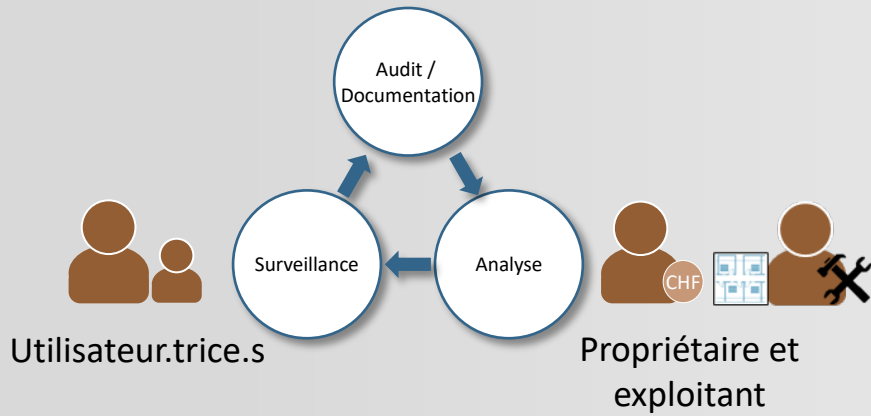 Audit /
Documentation
Surveillance
Analyse
CHF
Utilisateur.trice.s
Propriétaire et
exploitant